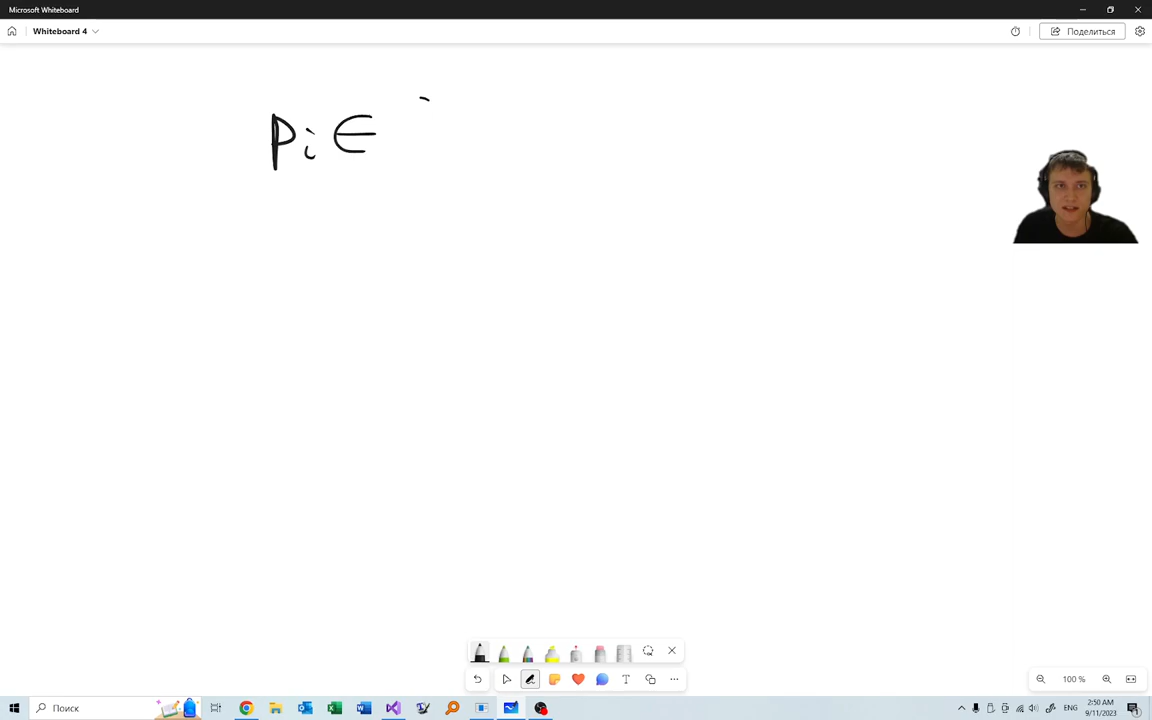 Microsoft Whiteboard
Whiteboard 4
Поделиться
Pi ∈
100 %
Поиск
ENG
2:50 AM
9/11/2023